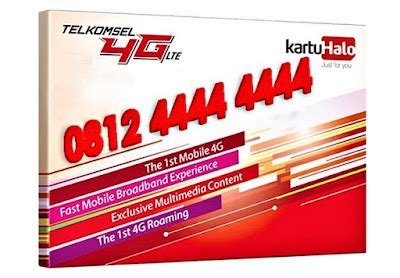 TELKOMSEL
4G LTE
kartuHalo
Just for you
0812 4444 4444
The 1st Mobile 4G
Fast Mobile Broadband Experience
Exclusive Multimedia Content
The 1st 4G Roaming